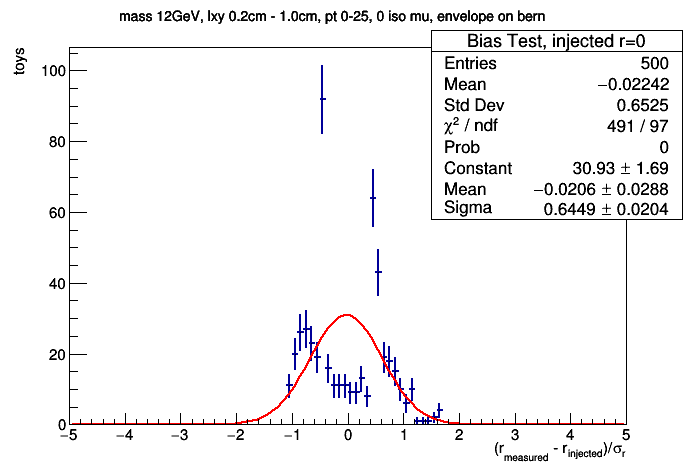 mass 12GeV, lxy 0.2cm - 1.0cm, pt 0-25, 0 iso mu, envelope on bern
Bias Test, injected r=0
Entries 500
Mean −0.02242
Std Dev 0.6525
χ² / ndf 491 / 97
Prob 0
Constant 30.93 ± 1.69
Mean −0.0206 ± 0.0288
Sigma 0.6449 ± 0.0204
toys
100
80
60
40
20
0
−5 −4 −3 −2 −1 0 1 2 3 4 5
(r_measured - r_injected)/σ_r